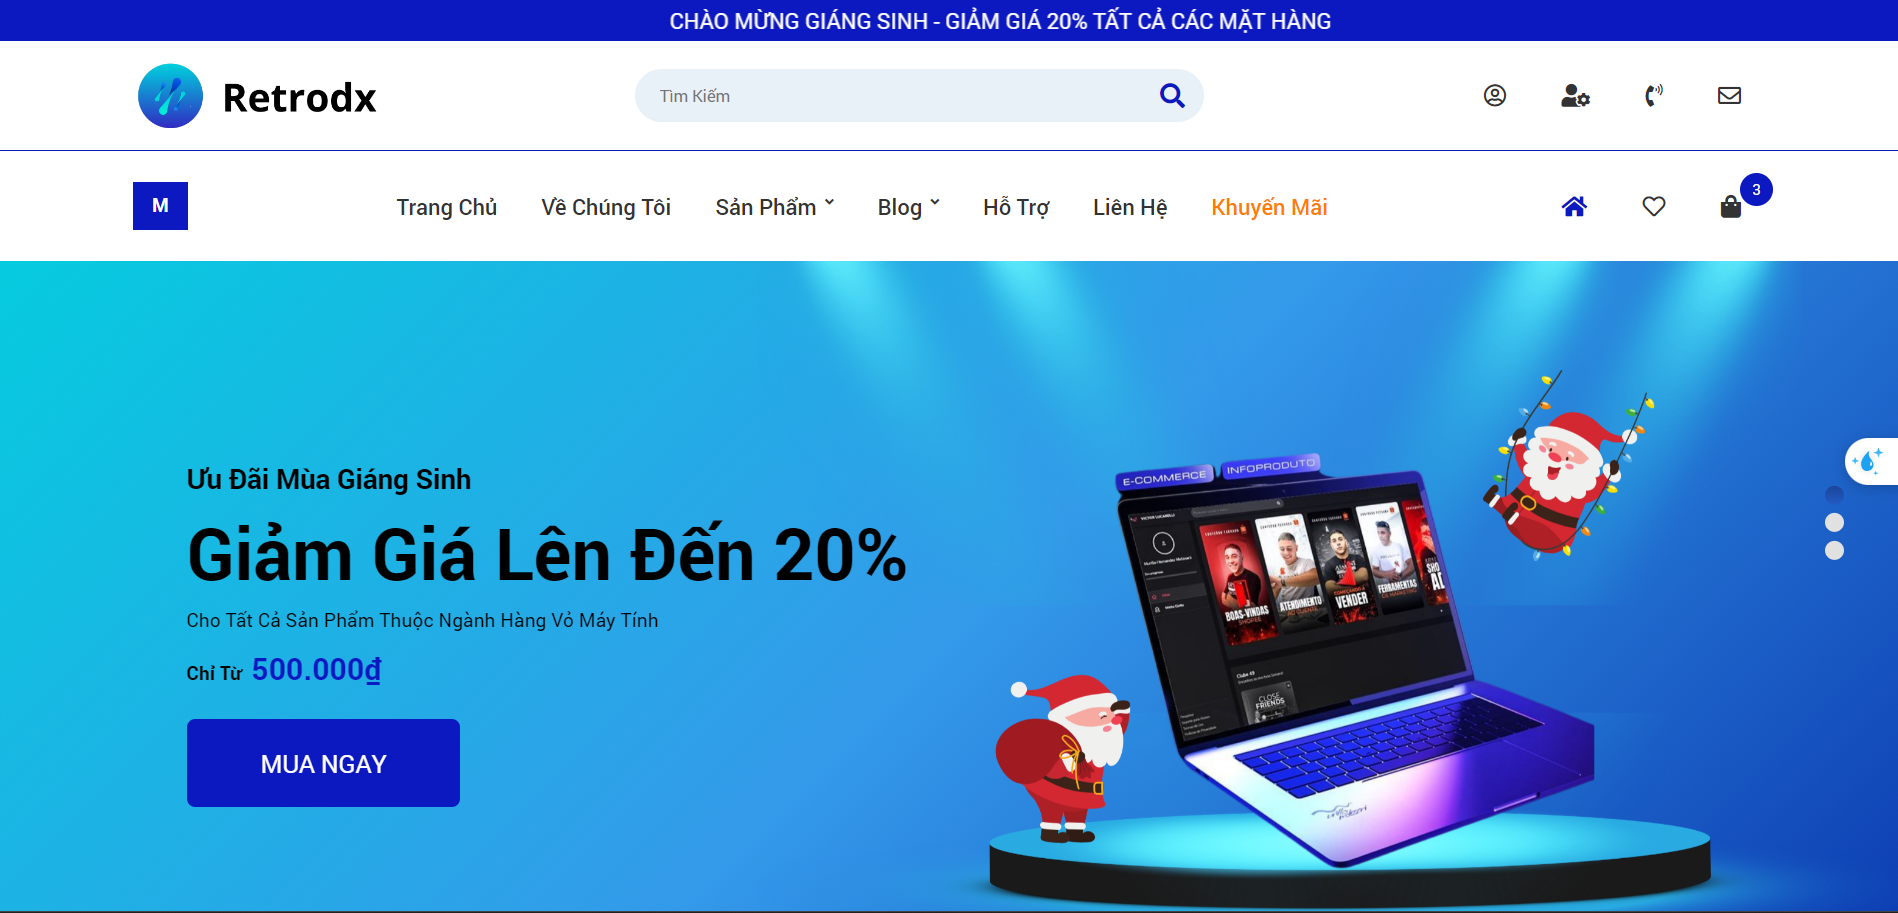 CHÀO MỪNG GIÁNG SINH - GIẢM GIÁ 20% TẤT CẢ CÁC MẶT HÀNG
Retrodx
Tìm Kiếm
M
Trang Chủ
Về Chúng Tôi
Sản Phẩm
Blog
Hỗ Trợ
Liên Hệ
Khuyến Mãi
3
Ưu Đãi Mùa Giáng Sinh
Giảm Giá Lên Đến 20%
Cho Tất Cả Sản Phẩm Thuộc Ngành Hàng Vỏ Máy Tính
Chỉ Từ 500.000₫
MUA NGAY
E-COMMERCE
INFOPRODUTO
BOAS-VINDAS
SHOPEE
ATENDIMENTO
VENDER
FERRAMENTAS
DE MARKETING
CLOSE
FRIENDS